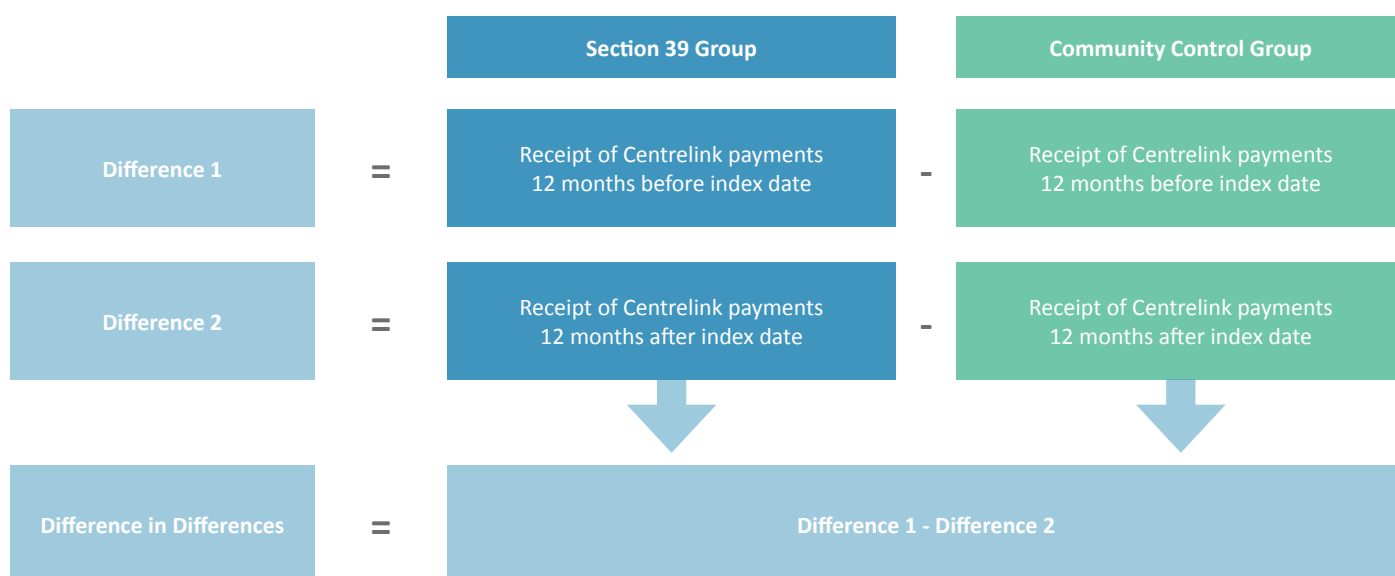 Section 39 Group
Community Control Group
Difference 1
=
Receipt of Centrelink payments
12 months before index date
-
Receipt of Centrelink payments
12 months before index date
Difference 2
=
Receipt of Centrelink payments
12 months after index date
-
Receipt of Centrelink payments
12 months after index date
Difference in Differences
=
Difference 1 - Difference 2